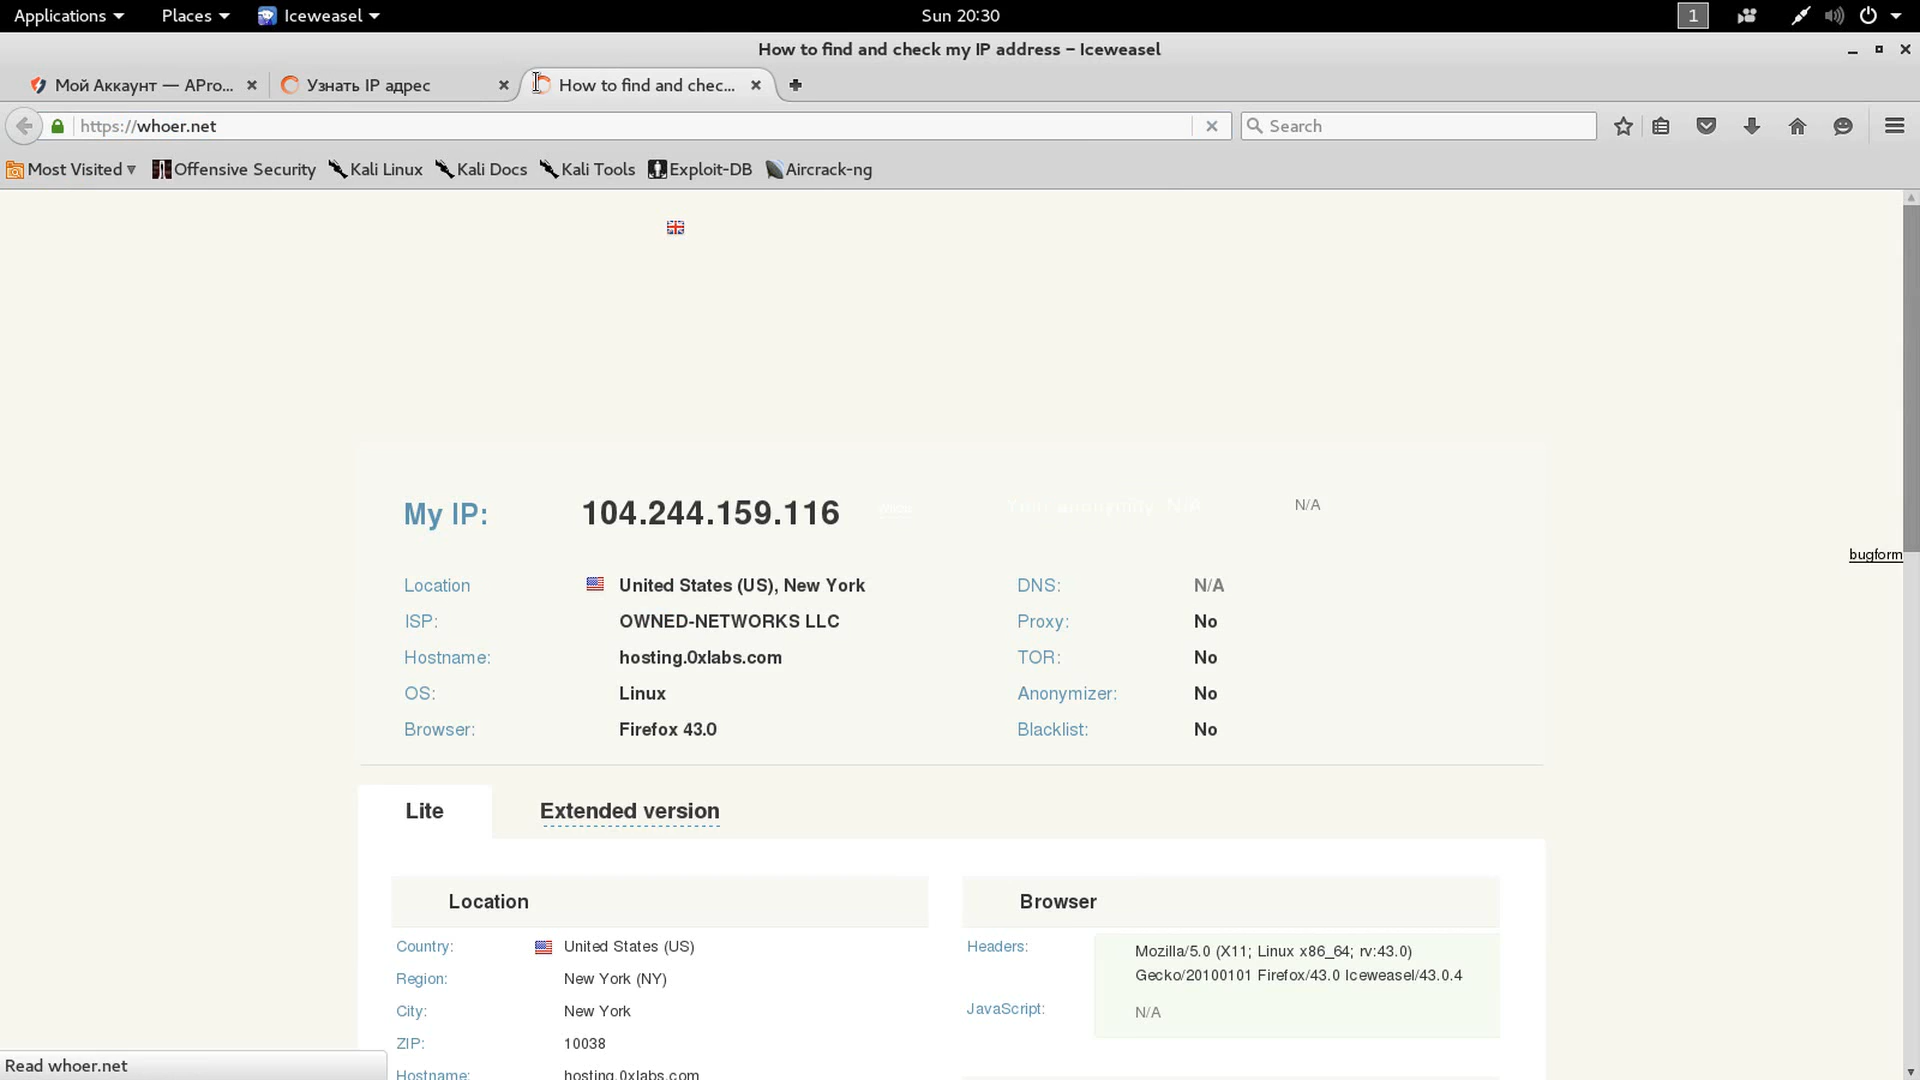 Applications Places Iceweasel Sun 20:30 1
How to find and check my IP address – Iceweasel
Мой Аккаунт — APro... Узнать IP адрес How to find and chec...
https://whoer.net Search
Most Visited Offensive Security Kali Linux Kali Docs Kali Tools Exploit-DB Aircrack-ng
My IP: 104.244.159.116 Whois Your anonymity: N/A N/A
bugform
Location United States (US), New York DNS: N/A
ISP: OWNED-NETWORKS LLC Proxy: No
Hostname: hosting.0xlabs.com TOR: No
OS: Linux Anonymizer: No
Browser: Firefox 43.0 Blacklist: No
Lite Extended version
Location Browser
Country: United States (US) Headers: Mozilla/5.0 (X11; Linux x86_64; rv:43.0)
Gecko/20100101 Firefox/43.0 Iceweasel/43.0.4
Region: New York (NY)
City: New York JavaScript: N/A
ZIP: 10038
Hostname: hosting.0xlabs.com
Read whoer.net